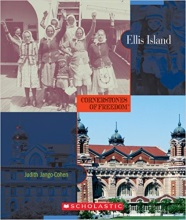 Ellis Island
CORNERSTONES
OF FREEDOM
Judith Jango-Cohen
SCHOLASTIC